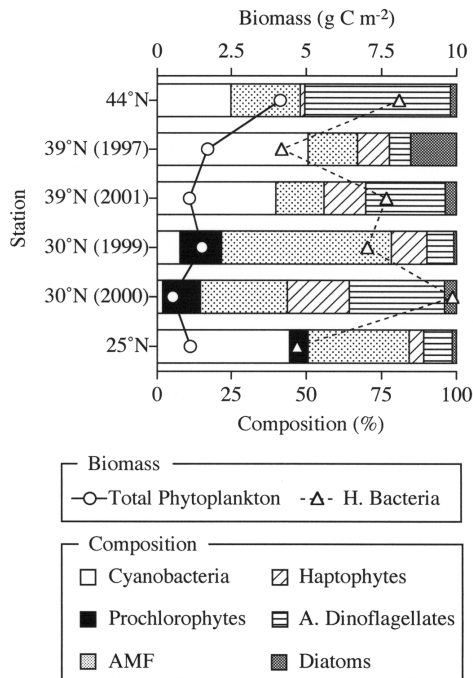 Biomass (g C m⁻²)
0 2.5 5 7.5 10
44°N
39°N (1997)
39°N (2001)
30°N (1999)
30°N (2000)
25°N
Station
0 25 50 75 100
Composition (%)
Biomass
Total Phytoplankton H. Bacteria
Composition
Cyanobacteria Haptophytes
Prochlorophytes A. Dinoflagellates
AMF Diatoms